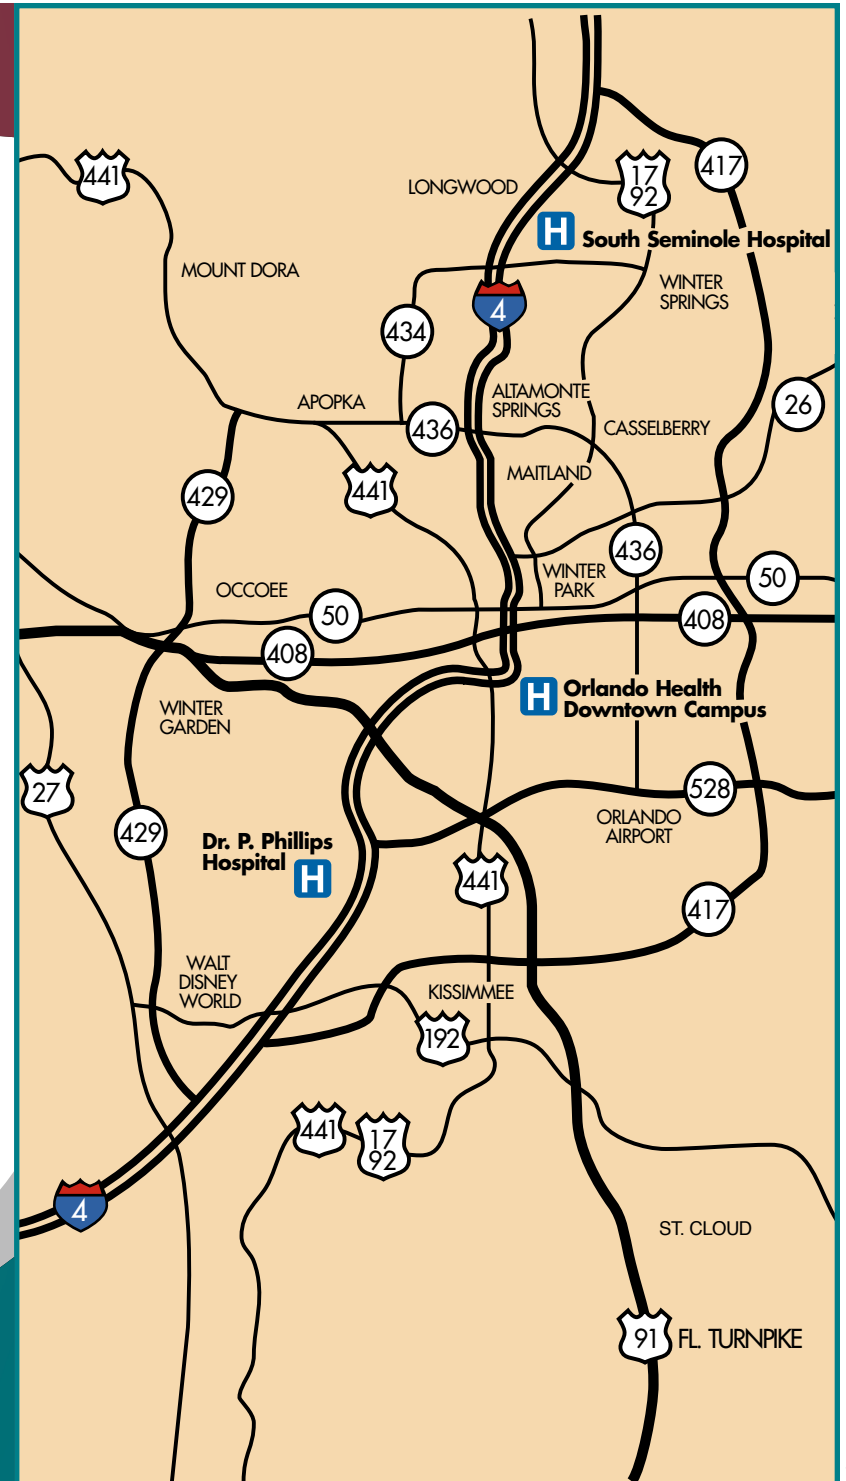 417
441
17
92
LONGWOOD
H
South Seminole Hospital
MOUNT DORA
WINTER
SPRINGS
4
434
ALTAMONTE
SPRINGS
APOPKA
26
436
CASSELBERRY
MAITLAND
441
429
436
WINTER
PARK
50
OCCOEE
50
408
408
H
Orlando Health
Downtown Campus
WINTER
GARDEN
27
528
ORLANDO
AIRPORT
429
Dr. P. Phillips
Hospital
H
441
417
WALT
DISNEY
WORLD
KISSIMMEE
192
441
17
92
4
ST. CLOUD
91
FL. TURNPIKE